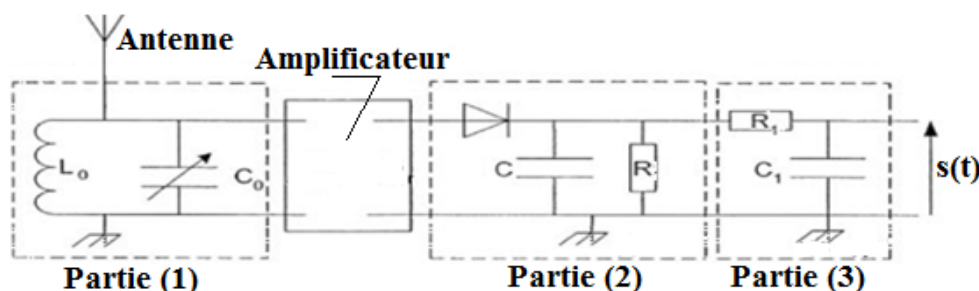 Antenne
Amplificateur
L₀
C₀
C
R
R₁
C₁
s(t)
Partie (1)
Partie (2)
Partie (3)